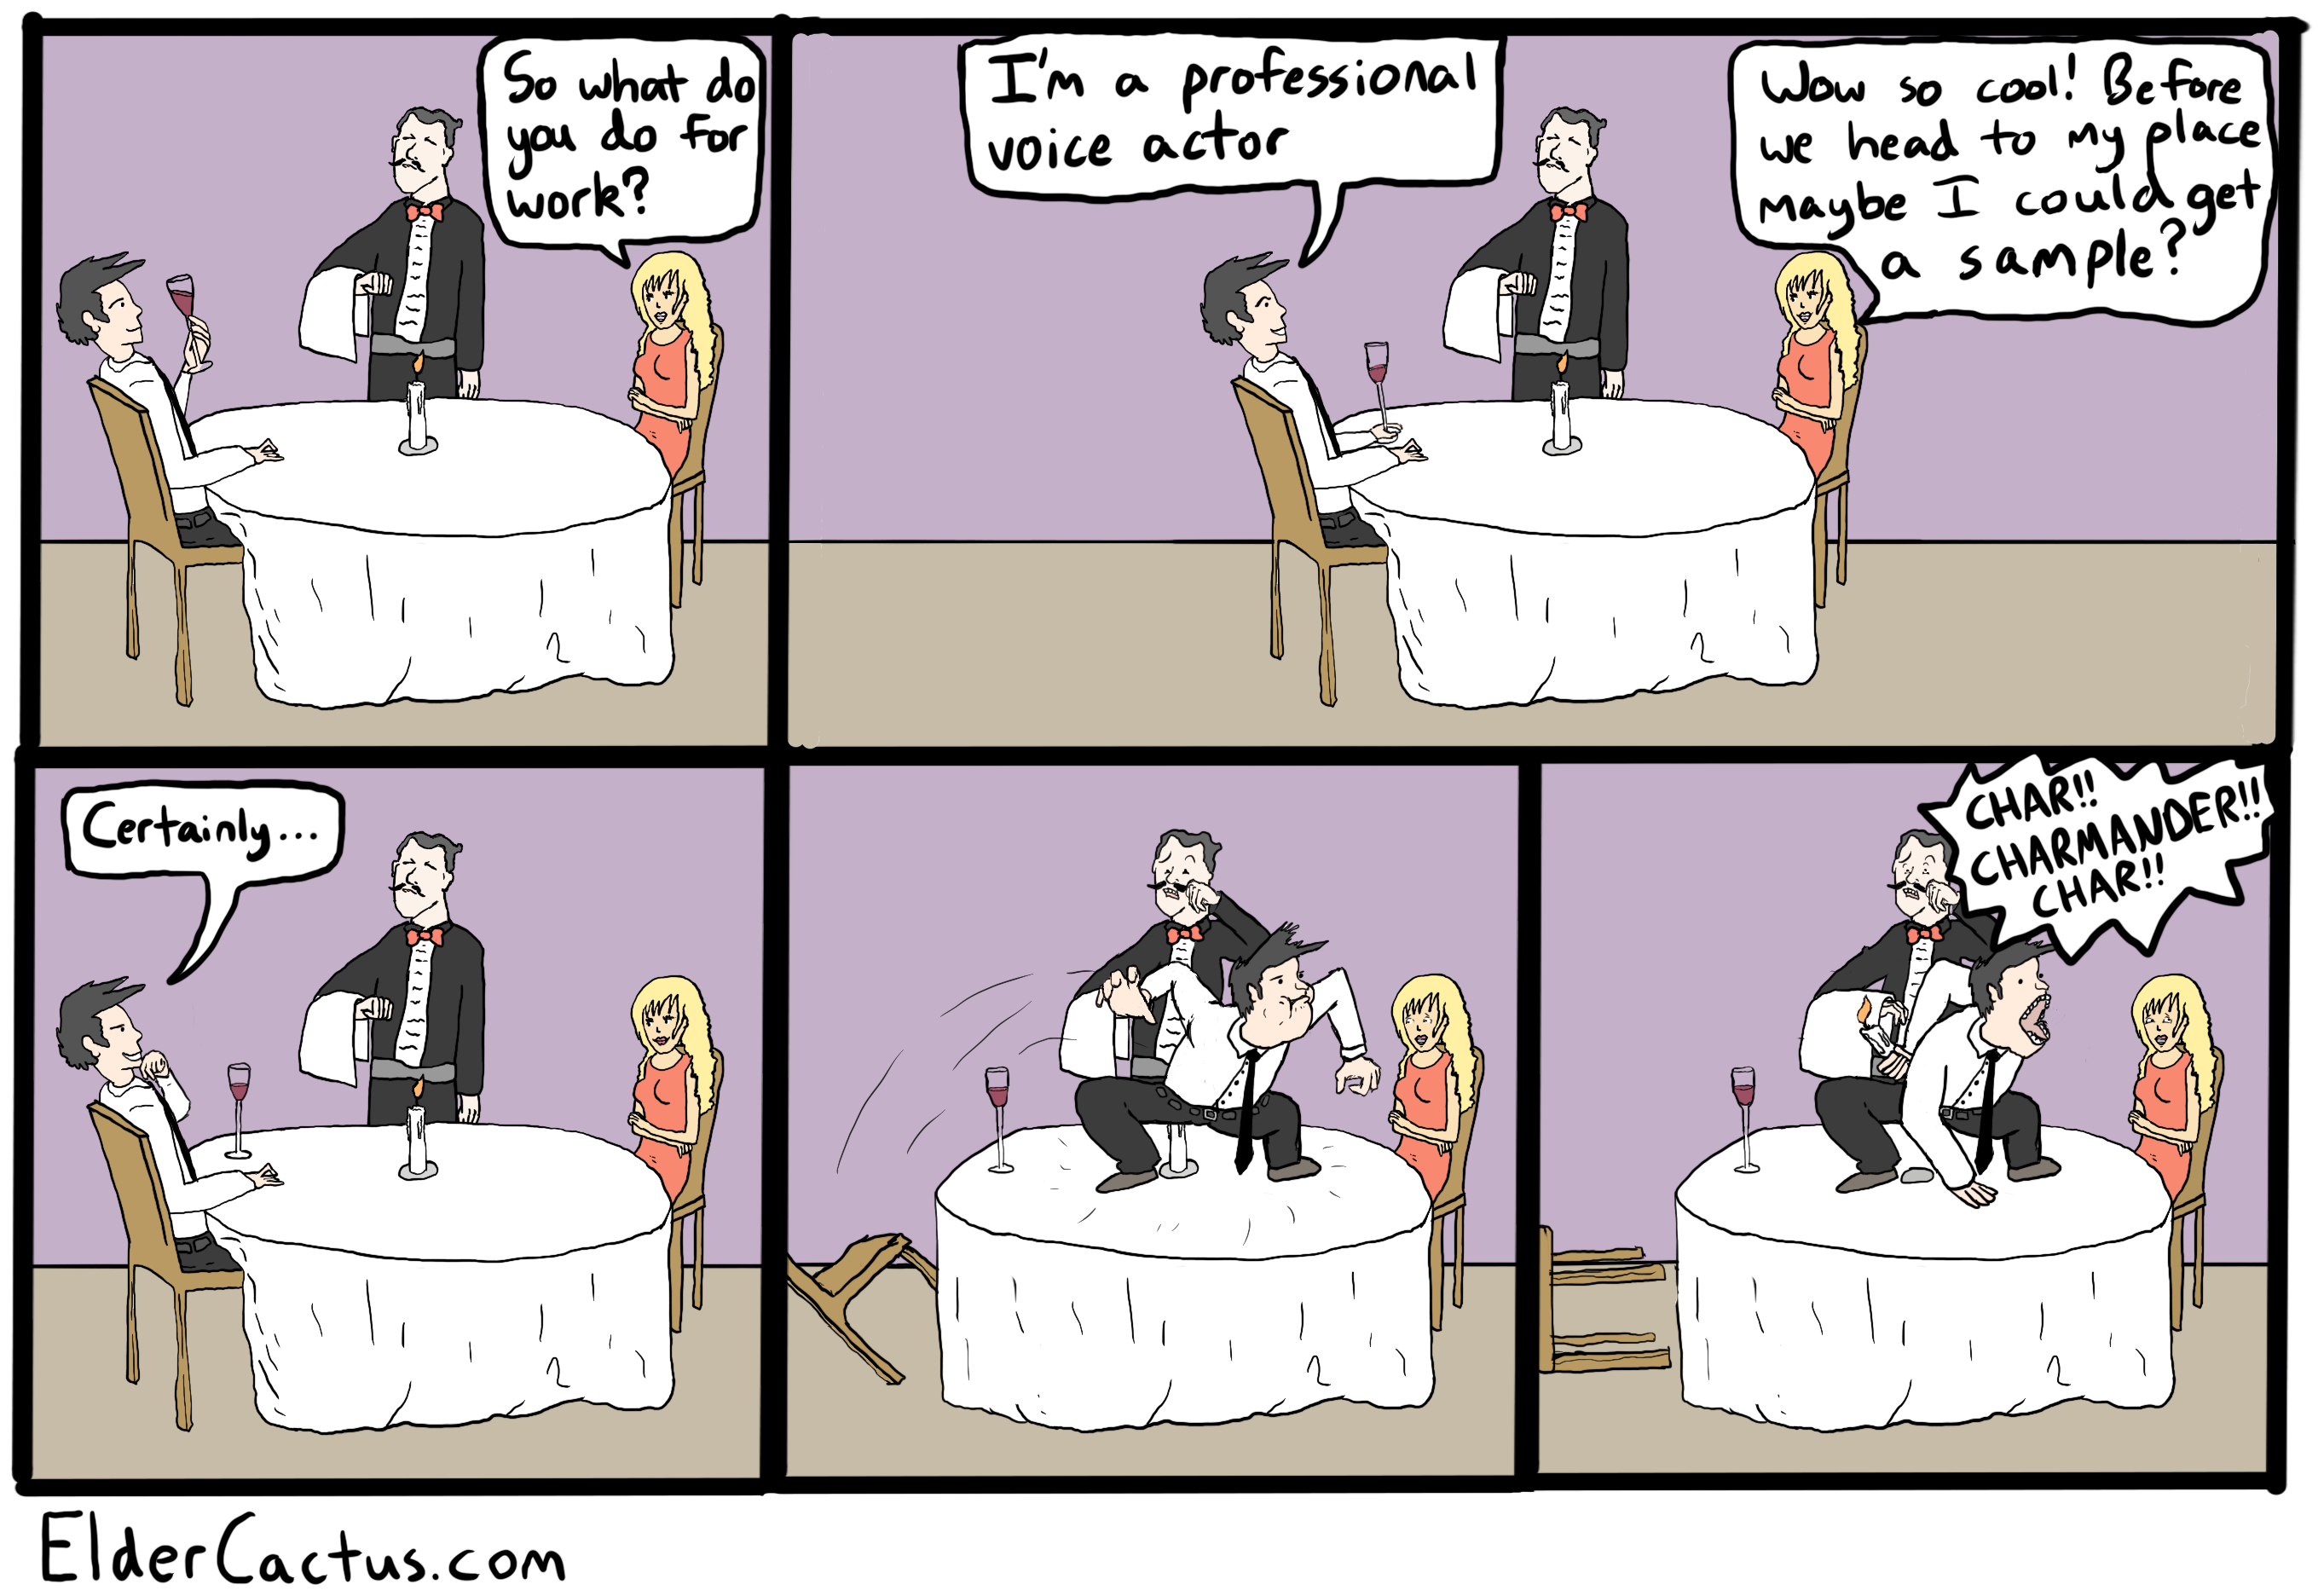 So what do
you do for
work?
I'm a professional
voice actor
Wow so cool! Before
we head to my place
maybe I could get
a sample?
Certainly...
CHAR!!
CHARMANDER!!
CHAR!!
ElderCactus.com